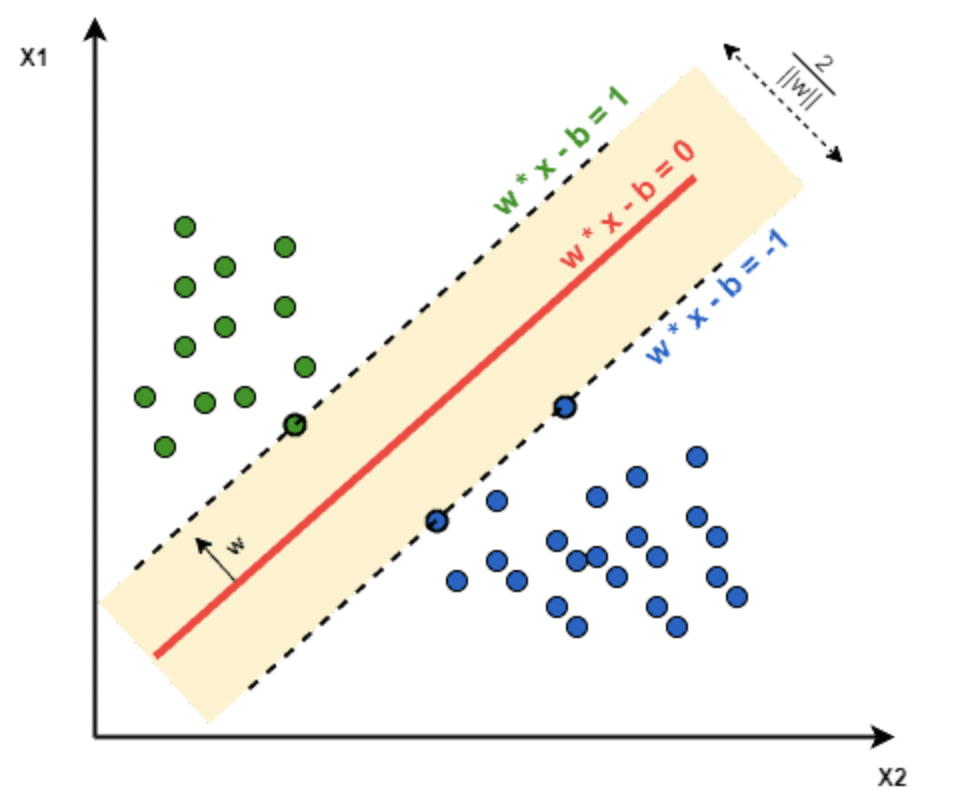 X1
2
||w||
w * x - b = 1
w * x - b = 0
w * x - b = -1
w
X2